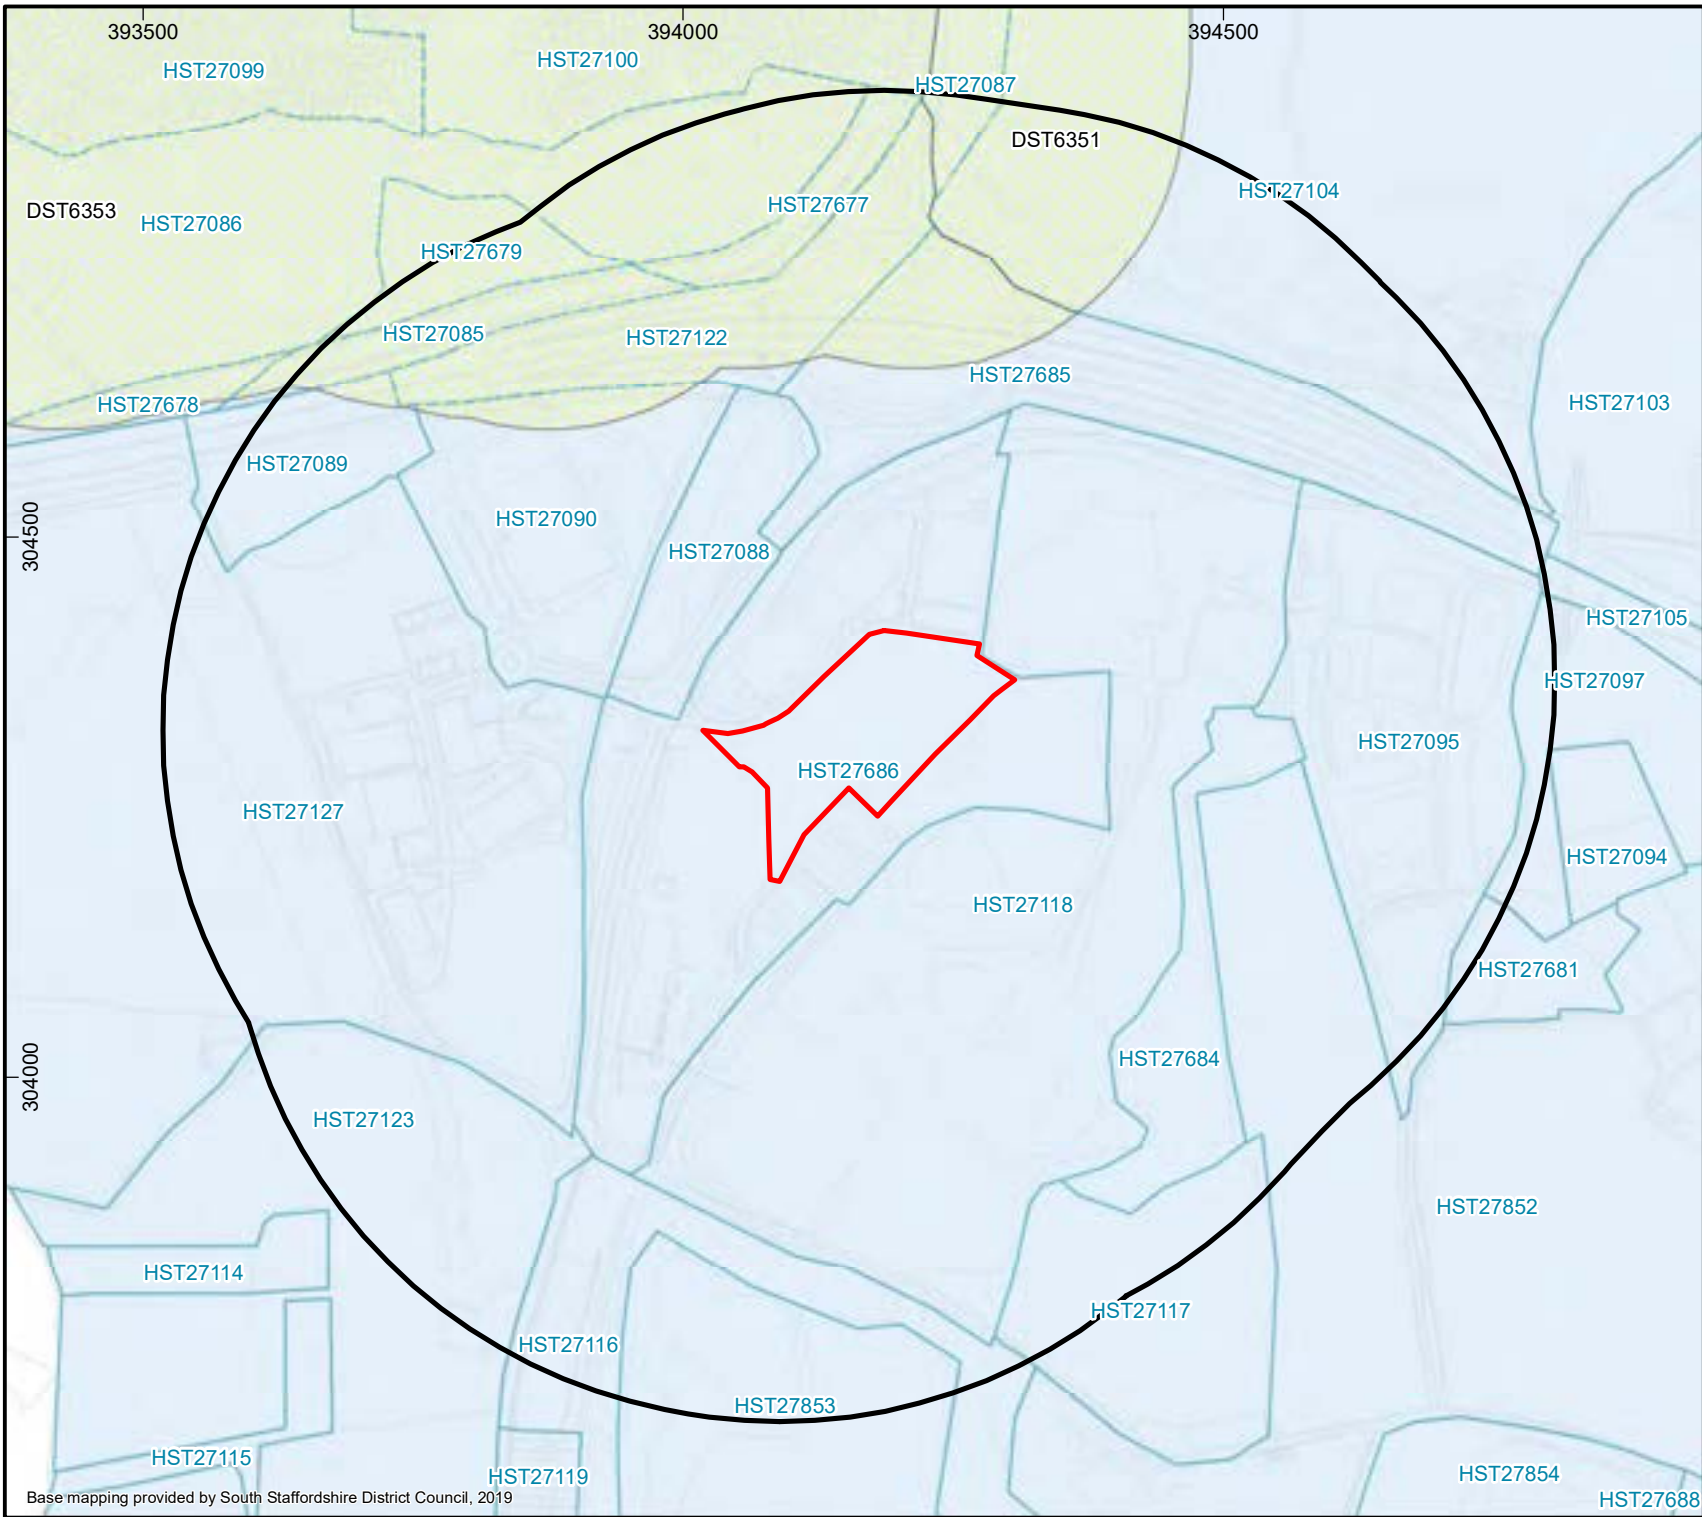 393500
394000
394500
HST27099
HST27100
HST27087
DST6351
HST27104
DST6353
HST27086
HST27677
HST27679
HST27085
HST27122
HST27685
HST27678
HST27103
HST27089
HST27090
304500
HST27088
HST27105
HST27097
HST27095
HST27686
HST27127
HST27094
HST27118
HST27681
HST27684
304000
HST27123
HST27852
HST27114
HST27117
HST27116
HST27853
HST27115
HST27119
HST27854
Base mapping provided by South Staffordshire District Council, 2019
HST27688